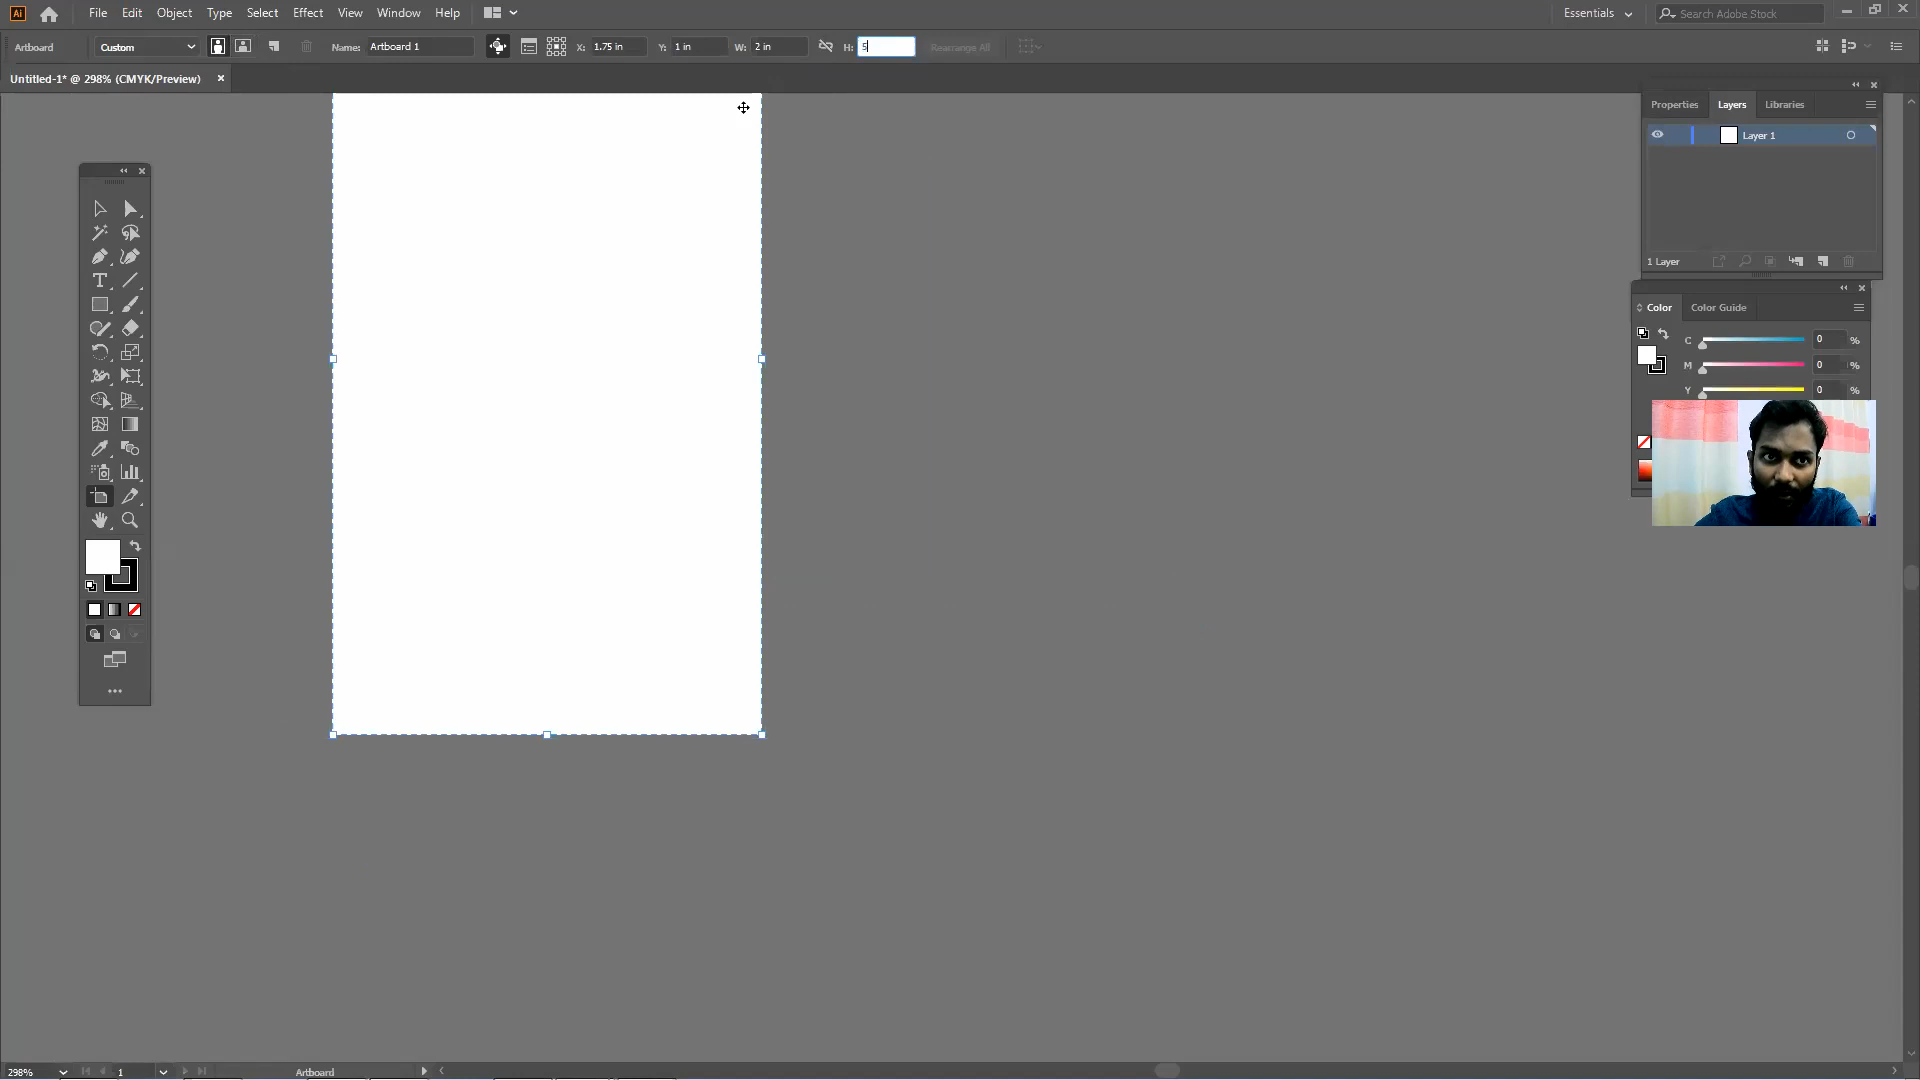 Ai File Edit Object Type Select Effect View Window Help Essentials Search Adobe Stock
Artboard Custom Name: Artboard 1 X: 1.75 in Y: 1 in W: 2 in H: 5 Rearrange All
Untitled-1* @ 298% (CMYK/Preview)
Properties Layers Libraries
Layer 1
1 Layer
Color Color Guide
C 0 %
M 0 %
Y 0 %
298% 1 Artboard